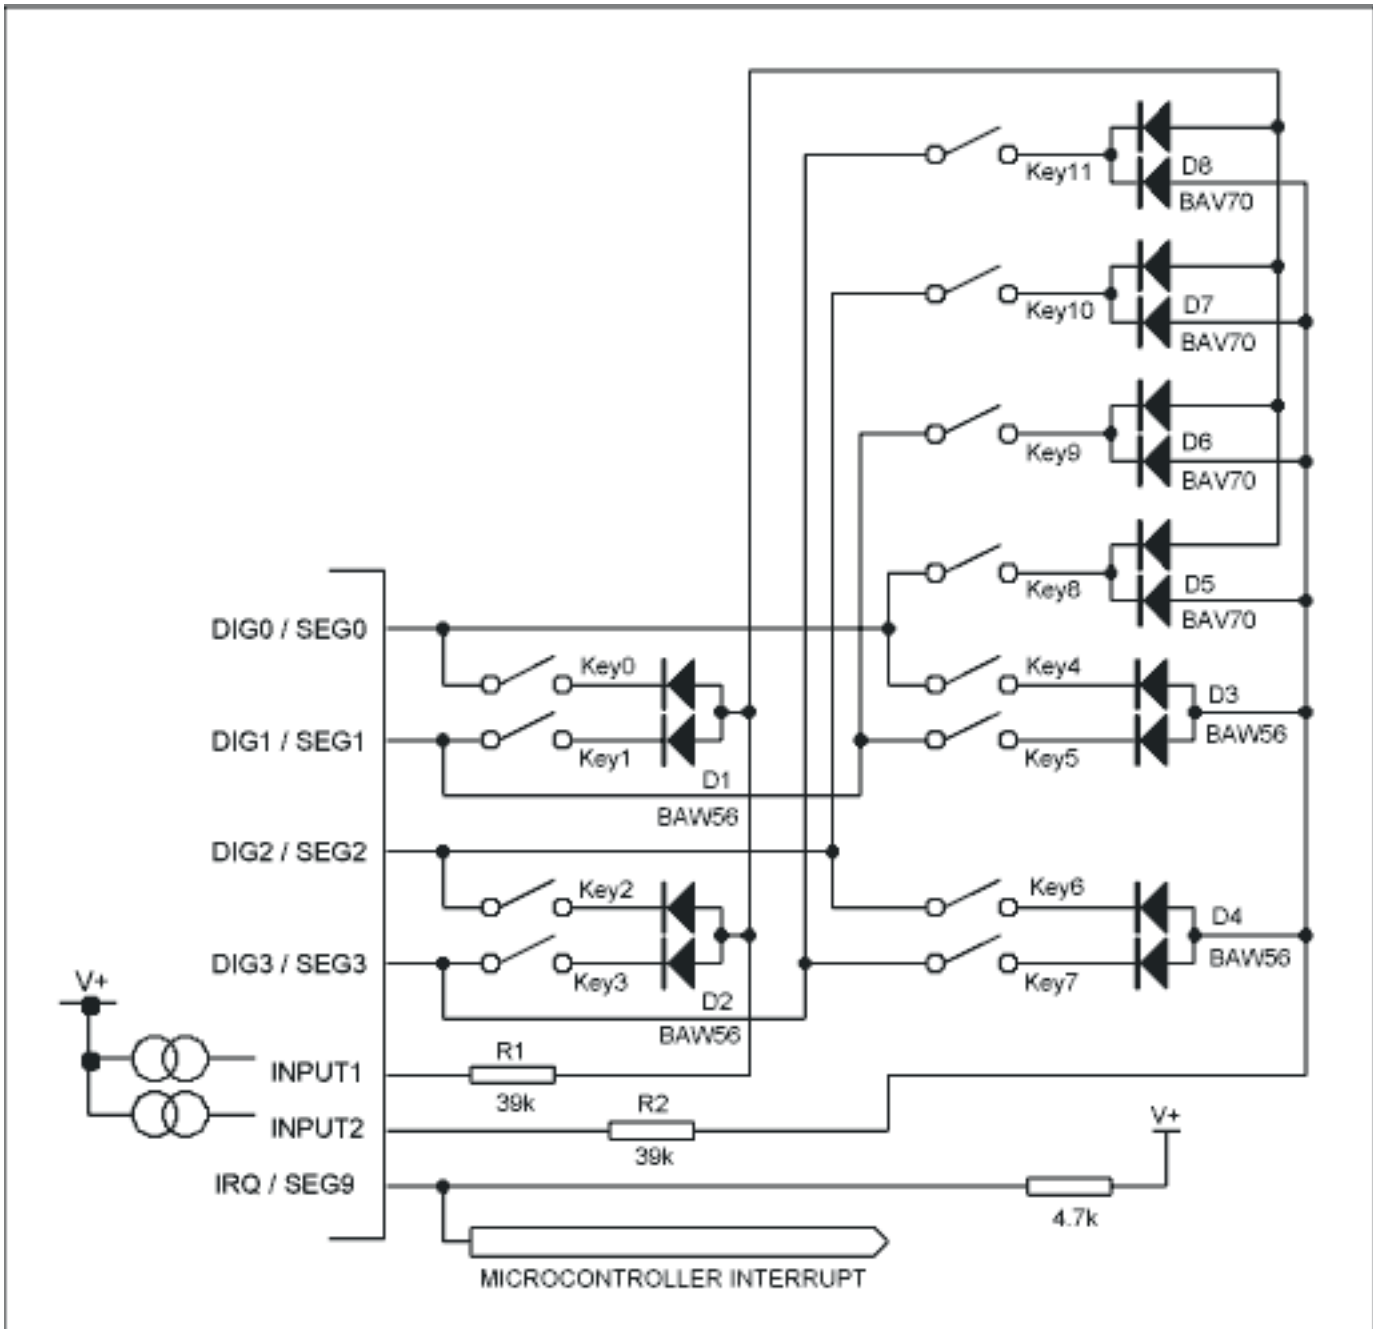 Key11
D8
BAV70
Key10
D7
BAV70
Key9
D6
BAV70
Key8
D5
BAV70
DIG0 / SEG0
Key0
Key4
D3
BAW56
DIG1 / SEG1
Key1
Key5
D1
BAW56
DIG2 / SEG2
Key2
Key6
D4
BAW56
DIG3 / SEG3
Key3
Key7
D2
BAW56
V+
INPUT1
R1
39k
INPUT2
R2
39k
V+
IRQ / SEG9
4.7k
MICROCONTROLLER INTERRUPT